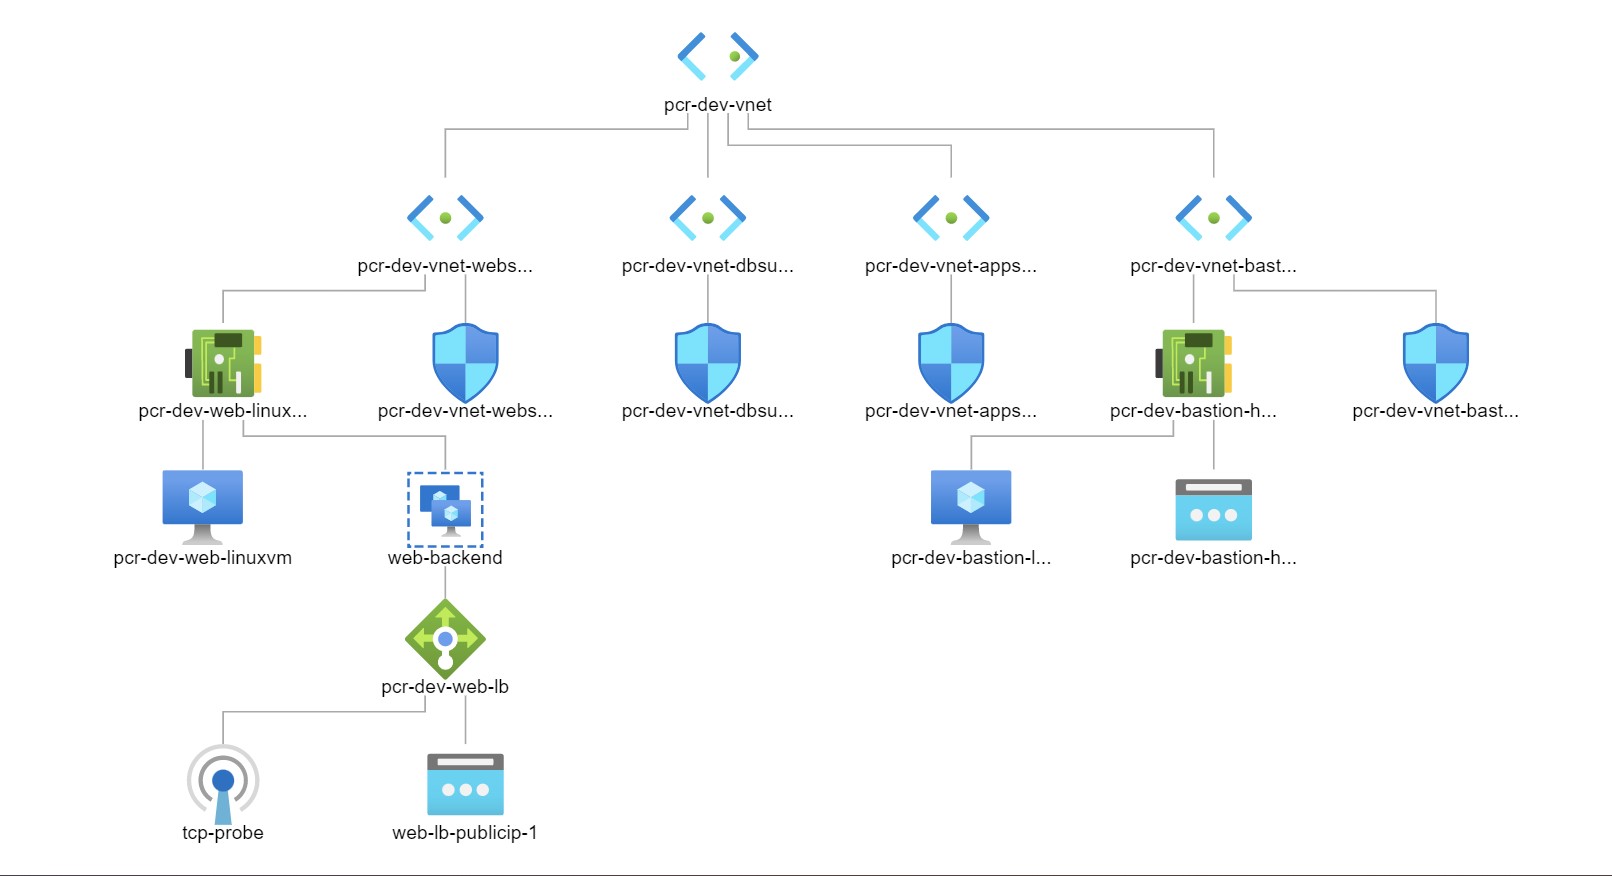 pcr-dev-vnet
pcr-dev-vnet-webs...
pcr-dev-vnet-dbsu...
pcr-dev-vnet-apps...
pcr-dev-vnet-bast...
pcr-dev-web-linux...
pcr-dev-vnet-webs...
pcr-dev-vnet-dbsu...
pcr-dev-vnet-apps...
pcr-dev-bastion-h...
pcr-dev-vnet-bast...
pcr-dev-web-linuxvm
web-backend
pcr-dev-bastion-l...
pcr-dev-bastion-h...
pcr-dev-web-lb
tcp-probe
web-lb-publicip-1